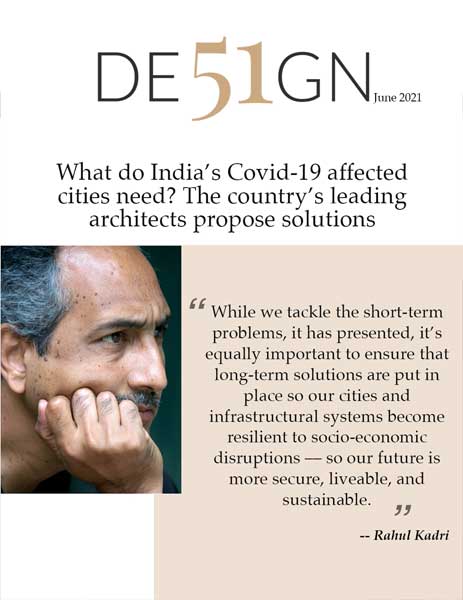 DE51GN June 2021
What do India’s Covid-19 affected
cities need? The country’s leading
architects propose solutions
“ While we tackle the short-term
problems, it has presented, it’s
equally important to ensure that
long-term solutions are put in
place so our cities and
infrastructural systems become
resilient to socio-economic
disruptions — so our future is
more secure, liveable, and
sustainable. ”
-- Rahul Kadri